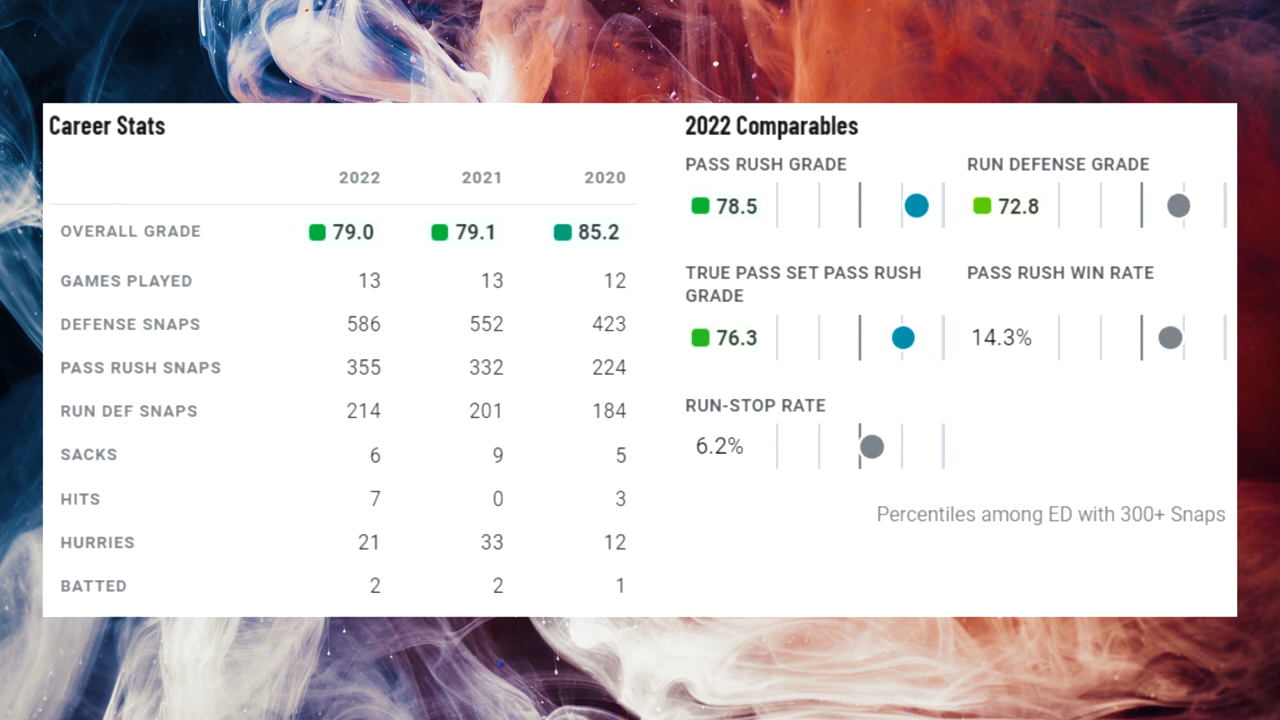 Career Stats
2022 2021 2020
OVERALL GRADE 79.0 79.1 85.2
GAMES PLAYED 13 13 12
DEFENSE SNAPS 586 552 423
PASS RUSH SNAPS 355 332 224
RUN DEF SNAPS 214 201 184
SACKS 6 9 5
HITS 7 0 3
HURRIES 21 33 12
BATTED 2 2 1
2022 Comparables
PASS RUSH GRADE
78.5
RUN DEFENSE GRADE
72.8
TRUE PASS SET PASS RUSH
GRADE
76.3
PASS RUSH WIN RATE
14.3%
RUN-STOP RATE
6.2%
Percentiles among ED with 300+ Snaps